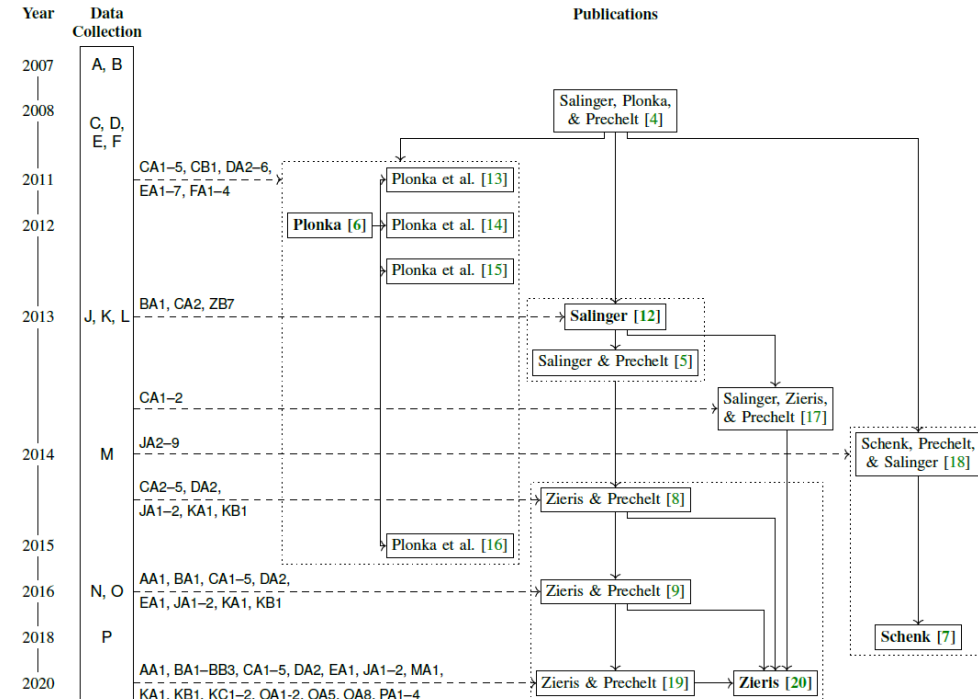 Year
Data
Collection
Publications
2007
A, B
2008
Salinger, Plonka,
& Prechelt [4]
C, D,
E, F
2011
CA1–5, CB1, DA2–6,
EA1–7, FA1–4
Plonka et al. [13]
2012
Plonka [6]
Plonka et al. [14]
Plonka et al. [15]
2013
J, K, L
BA1, CA2, ZB7
Salinger [12]
Salinger & Prechelt [5]
CA1–2
Salinger, Zieris,
& Prechelt [17]
2014
M
JA2–9
Schenk, Prechelt,
& Salinger [18]
CA2–5, DA2,
JA1–2, KA1, KB1
Zieris & Prechelt [8]
2015
Plonka et al. [16]
2016
N, O
AA1, BA1, CA1–5, DA2,
EA1, JA1–2, KA1, KB1
Zieris & Prechelt [9]
2018
P
Schenk [7]
2020
AA1, BA1–BB3, CA1–5, DA2, EA1, JA1–2, MA1,
KA1, KB1, KC1–2, OA1-2, OA5, OA8, PA1–4
Zieris & Prechelt [19]
Zieris [20]